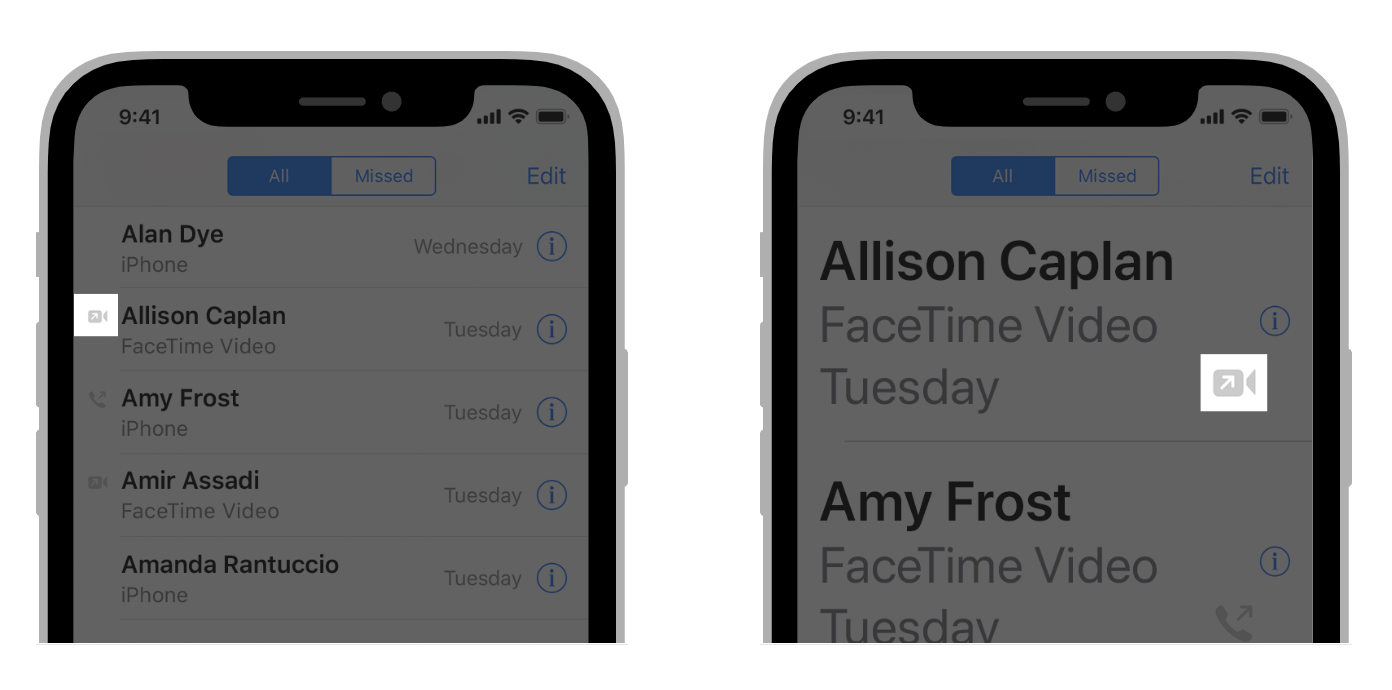 9:41
All Missed Edit
Alan Dye
iPhone
Wednesday
Allison Caplan
FaceTime Video
Tuesday
Amy Frost
iPhone
Tuesday
Amir Assadi
FaceTime Video
Tuesday
Amanda Rantuccio
iPhone
Tuesday
9:41
All Missed Edit
Allison Caplan
FaceTime Video
Tuesday
Amy Frost
FaceTime Video
Tuesday